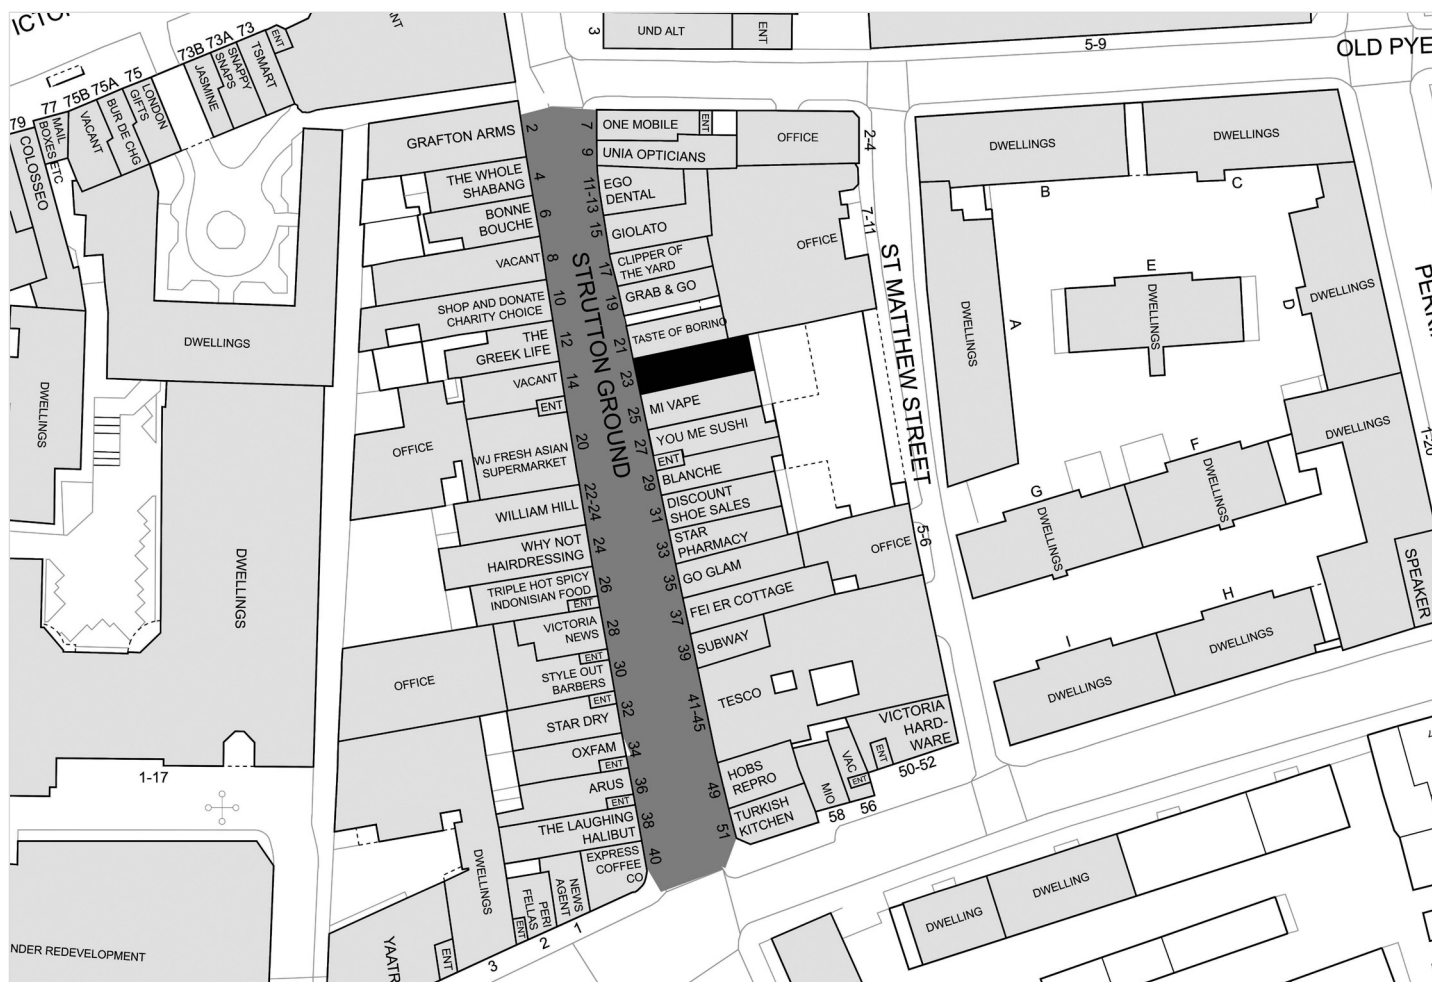 73
73A
73B
75
75A
75B
77
79
ENT
TSMART
SNAPPY
SNAPS
JASMINE
LONDON
GIFTS
BUR DE CHG
VACANT
MAIL
BOXES ETC
COLOSSEO
DWELLINGS
DWELLINGS
DWELLINGS
1-17
NDER REDEVELOPMENT
3
UND ALT
ENT
5-9
OLD PYE
GRAFTON ARMS
2
THE WHOLE
SHABANG
4
BONNE
BOUCHE
6
VACANT
8
SHOP AND DONATE
CHARITY CHOICE
10
THE
GREEK LIFE
12
VACANT
14
ENT
OFFICE
WJ FRESH ASIAN
SUPERMARKET
20
WILLIAM HILL
22-24
WHY NOT
HAIRDRESSING
24
TRIPLE HOT SPICY
INDONISIAN FOOD
26
ENT
VICTORIA
NEWS
28
ENT
OFFICE
STYLE OUT
BARBERS
30
ENT
STAR DRY
32
OXFAM
34
ENT
ARUS
36
ENT
THE LAUGHING
HALIBUT
38
EXPRESS
COFFEE
CO
40
NEWS
AGENT
PERI
FELLAS
ENT
DWELLINGS
ENT
YAATR
1
2
3
STRUTTON GROUND
7
ONE MOBILE
ENT
OFFICE
2-4
9
UNIA OPTICIANS
11-13
EGO
DENTAL
15
GIOLATO
OFFICE
7-11
17
CLIPPER OF
THE YARD
19
GRAB & GO
21
TASTE OF BORINO
23
25
MI VAPE
27
YOU ME SUSHI
ENT
29
BLANCHE
31
DISCOUNT
SHOE SALES
33
STAR
PHARMACY
35
GO GLAM
OFFICE
5-6
37
FEI ER COTTAGE
39
SUBWAY
41-45
TESCO
49
HOBS
REPRO
51
TURKISH
KITCHEN
MIO
58
VAC
ENT
56
ENT
VICTORIA
HARD-
WARE
50-52
ST MATTHEW STREET
DWELLINGS
B
DWELLINGS
C
DWELLINGS
A
E
DWELLINGS
D
DWELLINGS
DWELLINGS
F
DWELLINGS
G
DWELLINGS
H
DWELLINGS
I
DWELLINGS
SPEAKER
1-20
DWELLING
DWELLING